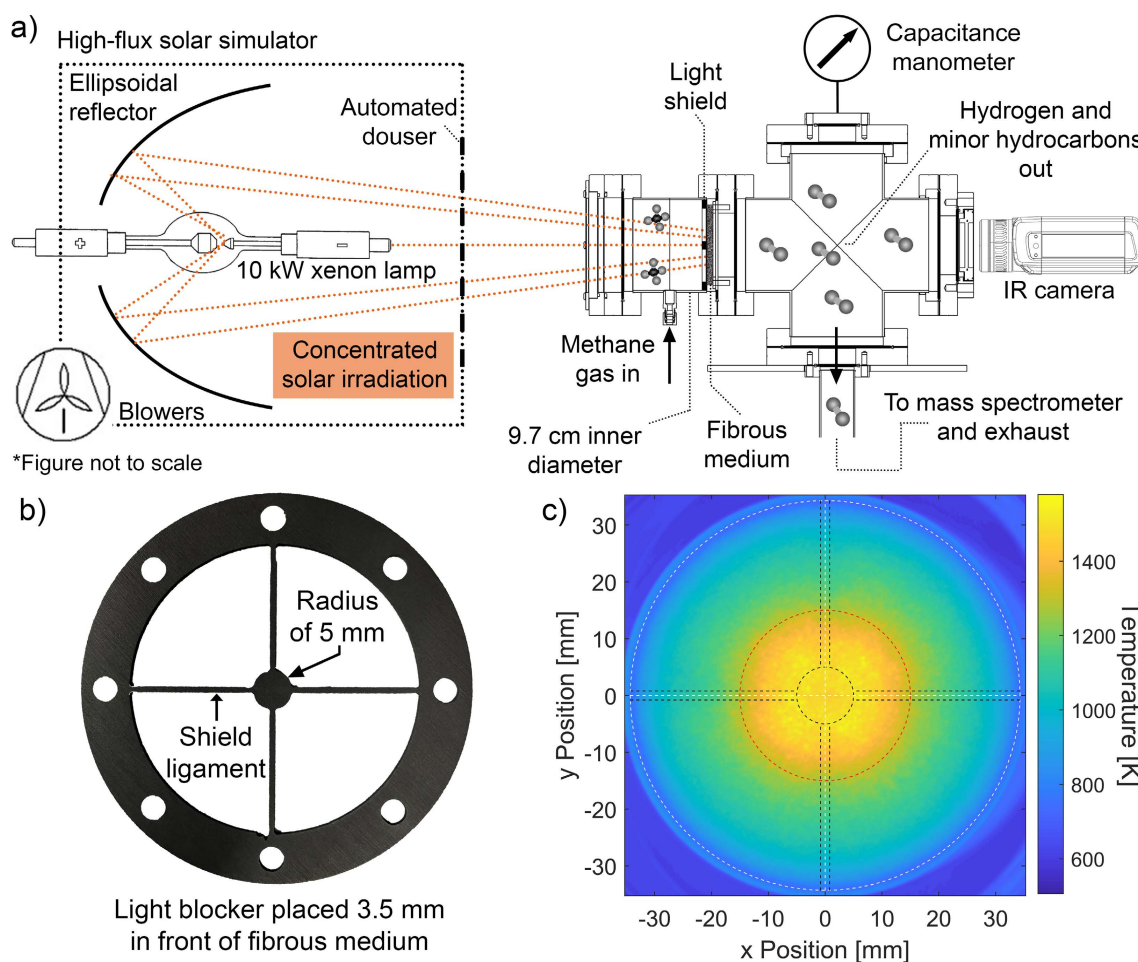 a)
High-flux solar simulator
Ellipsoidal
reflector
Automated
douser
Light
shield
Capacitance
manometer
Hydrogen and
minor hydrocarbons
out
+
-
10 kW xenon lamp
IR camera
Concentrated
solar irradiation
Methane
gas in
Blowers
9.7 cm inner
diameter
Fibrous
medium
To mass spectrometer
and exhaust
*Figure not to scale
b)
Radius
of 5 mm
Shield
ligament
Light blocker placed 3.5 mm
in front of fibrous medium
c)
30
20
10
0
-10
-20
-30
y Position [mm]
-30 -20 -10 0 10 20 30
x Position [mm]
1400
1200
1000
800
600
Temperature [K]